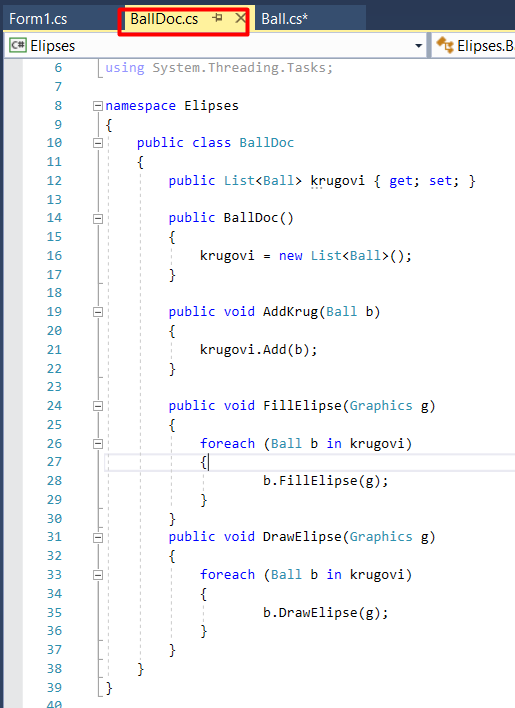 Form1.cs BallDoc.cs Ball.cs*
C# Elipses Elipses.B
6 using System.Threading.Tasks;
7
8 namespace Elipses
9 {
10 public class BallDoc
11 {
12 public List<Ball> krugovi { get; set; }
13
14 public BallDoc()
15 {
16 krugovi = new List<Ball>();
17 }
18
19 public void AddKrug(Ball b)
20 {
21 krugovi.Add(b);
22 }
23
24 public void FillElipse(Graphics g)
25 {
26 foreach (Ball b in krugovi)
27 {
28 b.FillElipse(g);
29 }
30 }
31 public void DrawElipse(Graphics g)
32 {
33 foreach (Ball b in krugovi)
34 {
35 b.DrawElipse(g);
36 }
37 }
38 }
39 }
40